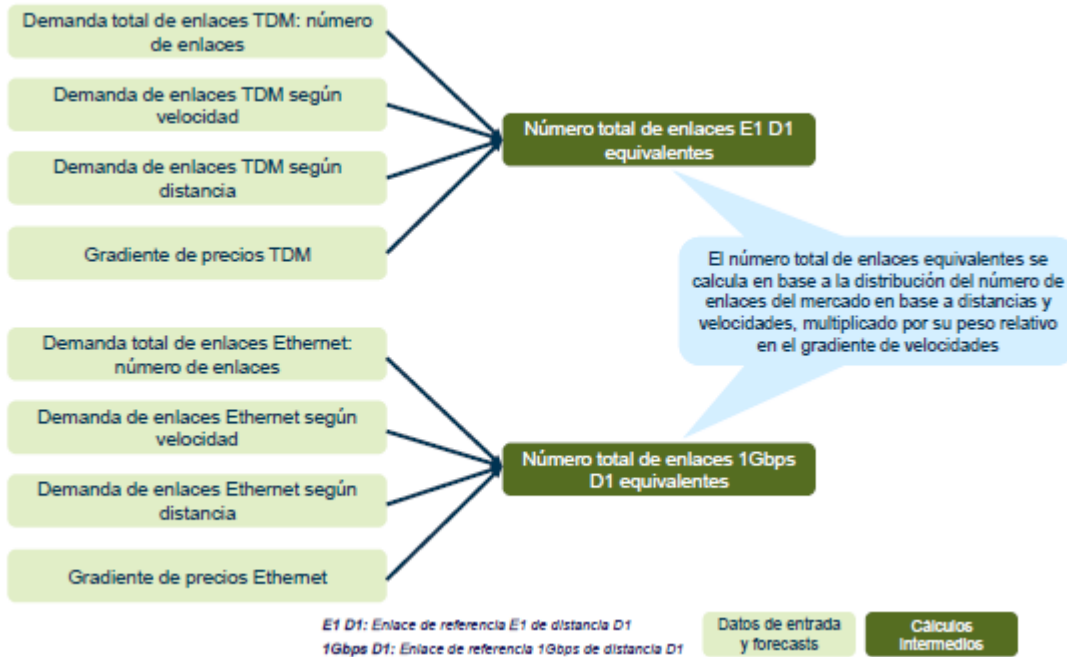 Demanda total de enlaces TDM: número
de enlaces
Demanda de enlaces TDM según
velocidad
Demanda de enlaces TDM según
distancia
Gradiente de precios TDM
Número total de enlaces E1 D1
equivalentes
El número total de enlaces equivalentes se
calcula en base a la distribución del número de
enlaces del mercado en base a distancias y
velocidades, multiplicado por su peso relativo
en el gradiente de velocidades
Demanda total de enlaces Ethernet:
número de enlaces
Demanda de enlaces Ethernet según
velocidad
Demanda de enlaces Ethernet según
distancia
Gradiente de precios Ethernet
Número total de enlaces 1Gbps
D1 equivalentes
E1 D1: Enlace de referencia E1 de distancia D1
1Gbps D1: Enlace de referencia 1Gbps de distancia D1
Datos de entrada
y forecasts
Cálculos
Intermedios